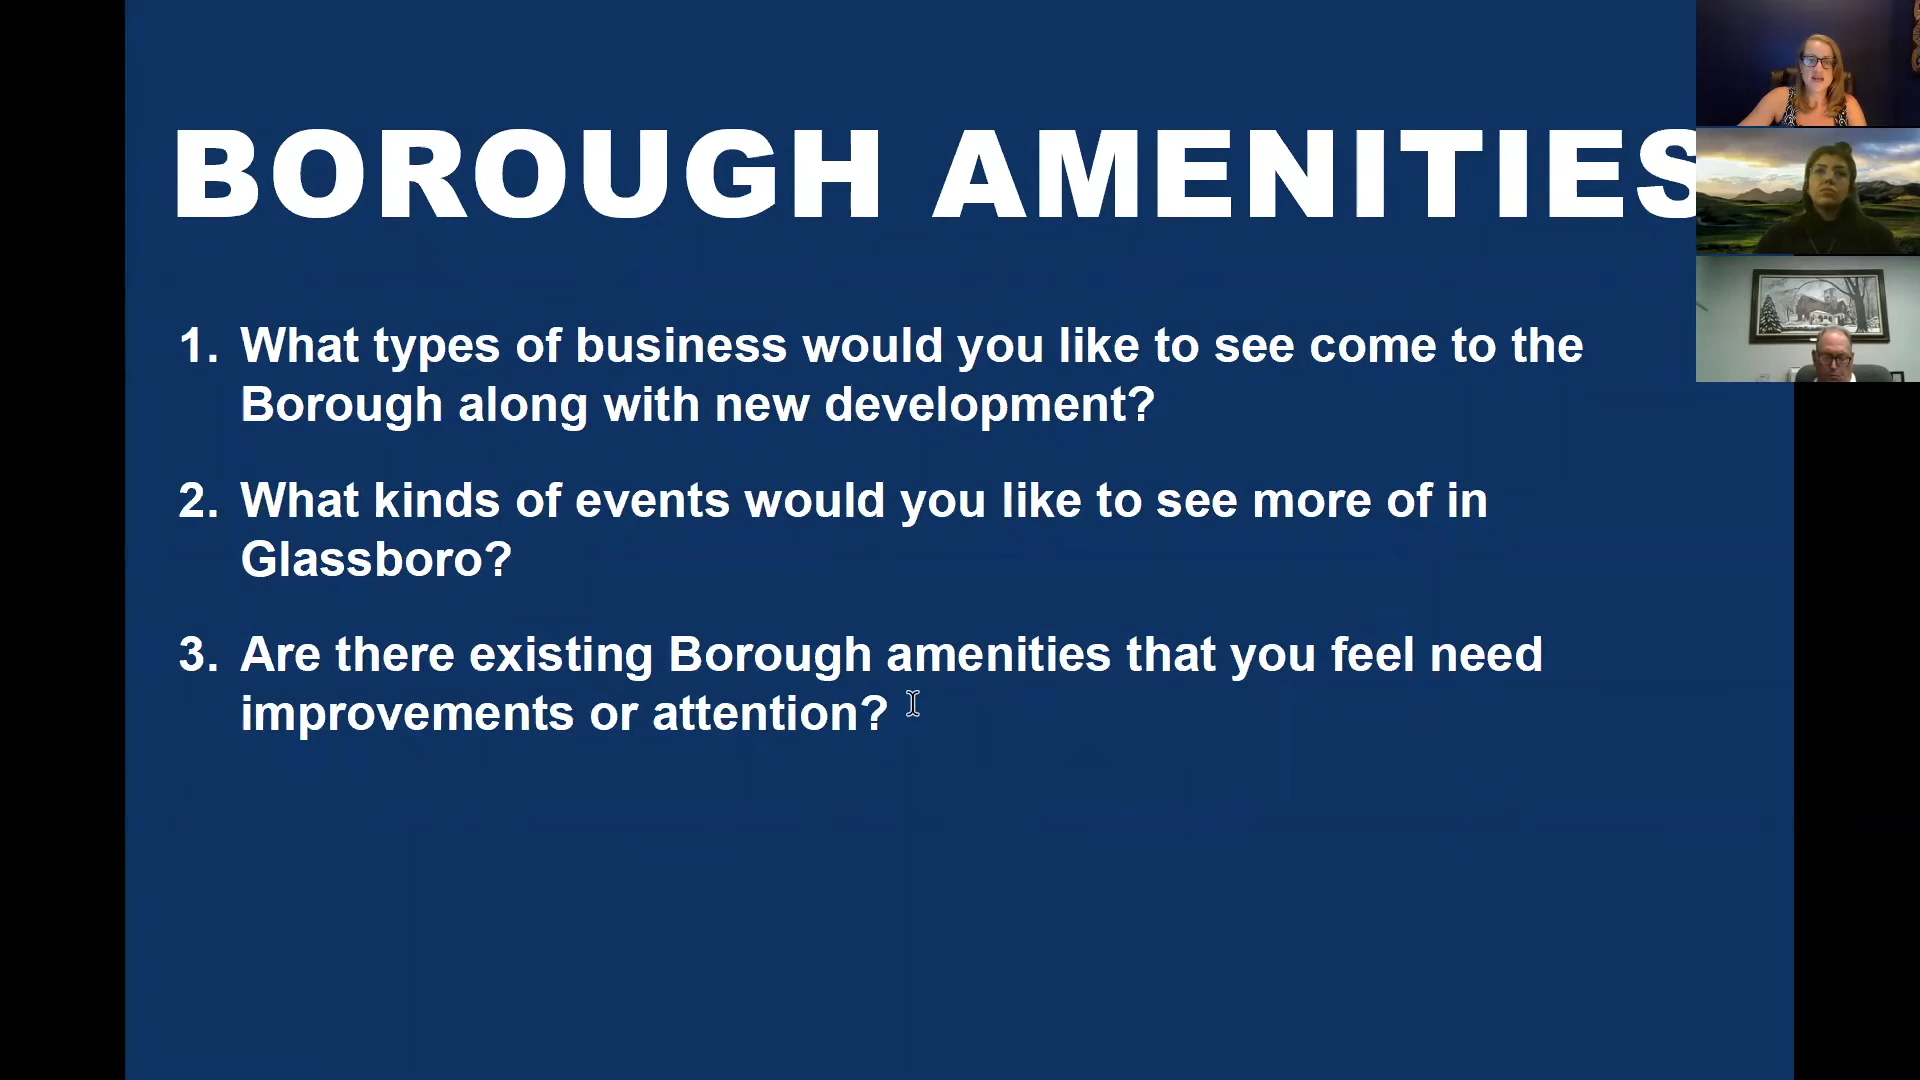 BOROUGH AMENITIES
1. What types of business would you like to see come to the
Borough along with new development?
2. What kinds of events would you like to see more of in
Glassboro?
3. Are there existing Borough amenities that you feel need
improvements or attention?